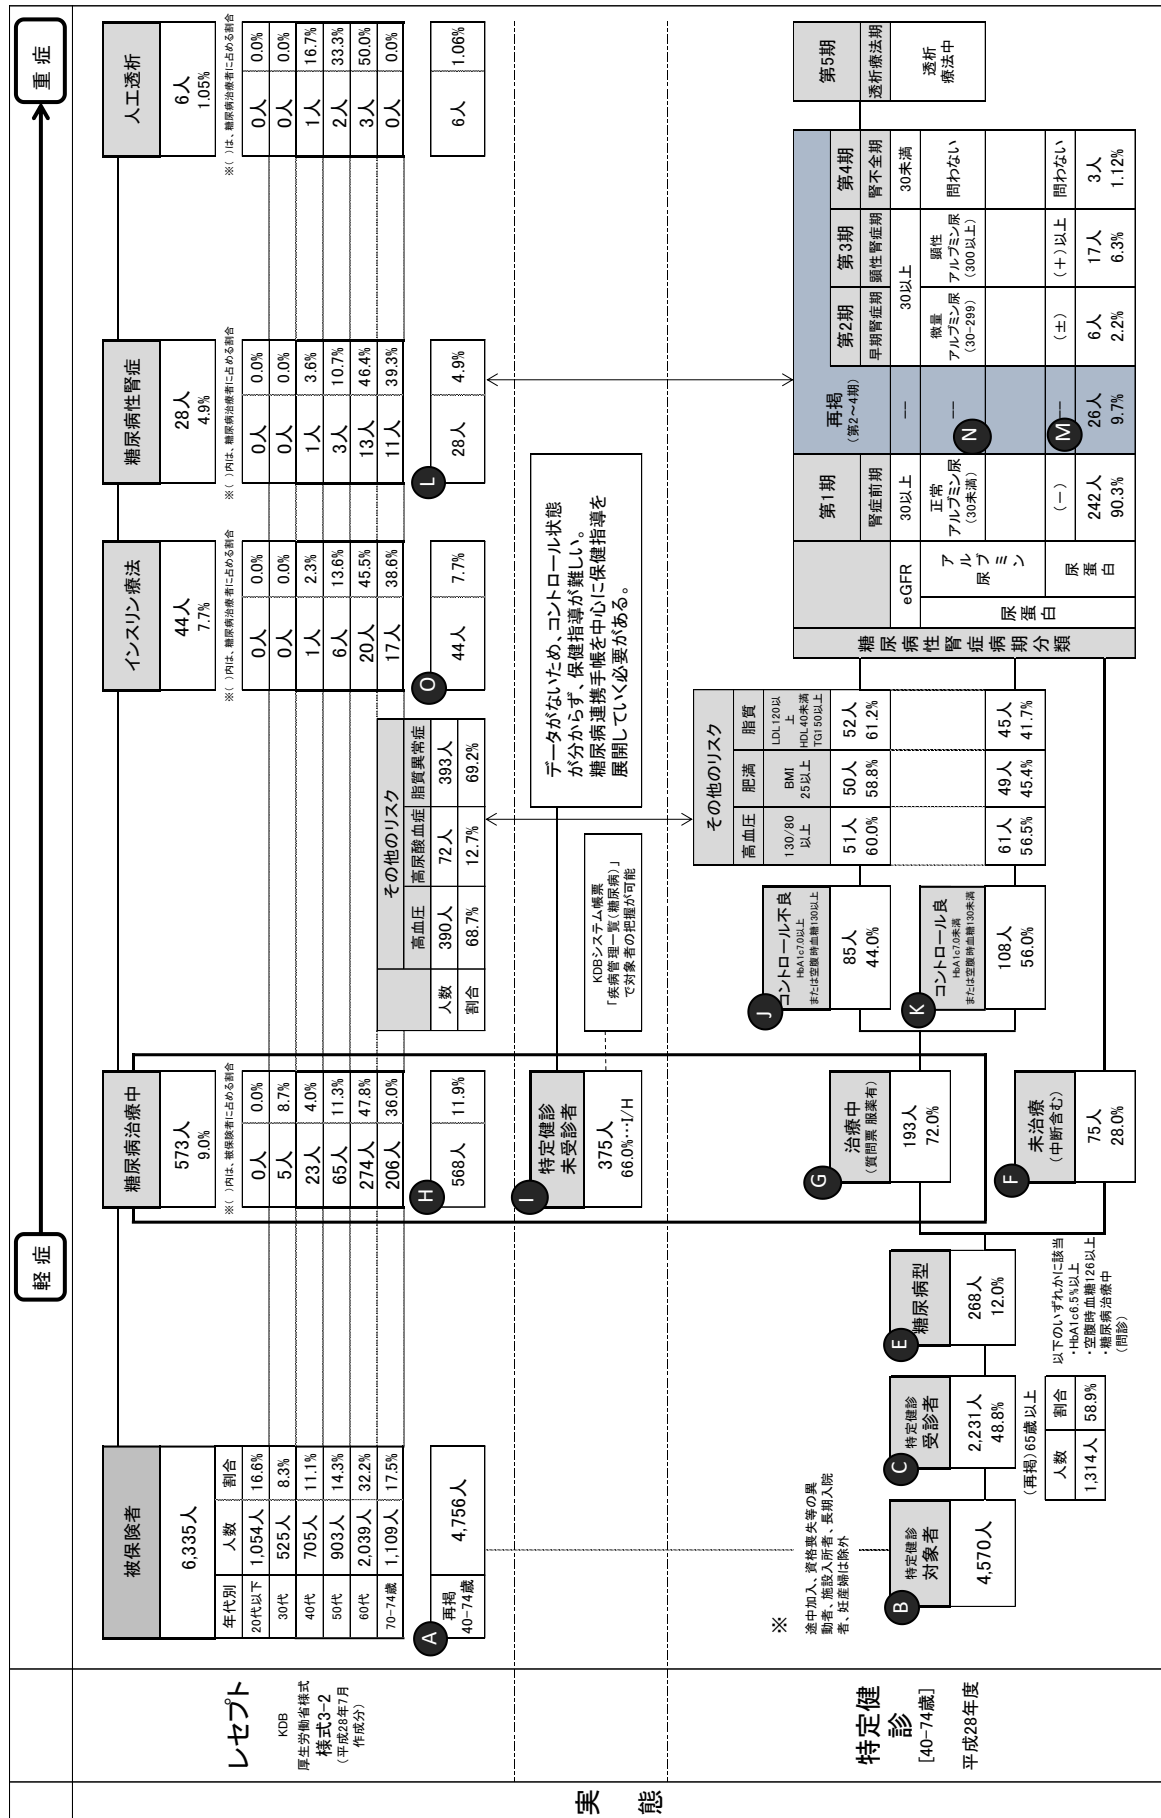 軽症
重症
実態
レセプト
KDB
厚生労働省様式
様式3-2
(平成28年7月
作成分)
被保険者
6,335人
年代別 人数 割合
20代以下 1,054人 16.6%
30代 525人 8.3%
40代 705人 11.1%
50代 903人 14.3%
60代 2,039人 32.2%
70-74歳 1,109人 17.5%
A
再掲
40-74歳
4,756人
糖尿病治療中
573人
9.0%
※( )内は、被保険者に占める割合
0人 0.0%
5人 8.7%
23人 4.0%
65人 11.3%
274人 47.8%
206人 36.0%
H
568人 11.9%
その他のリスク
高血圧 高尿酸血症 脂質異常症
人数 390人 72人 393人
割合 68.7% 12.7% 69.2%
インスリン療法
44人
7.7%
※( )内は、糖尿病治療者に占める割合
0人 0.0%
0人 0.0%
1人 2.3%
6人 13.6%
20人 45.5%
17人 38.6%
O
44人 7.7%
糖尿病性腎症
28人
4.9%
※( )内は、糖尿病治療者に占める割合
0人 0.0%
0人 0.0%
1人 3.6%
3人 10.7%
13人 46.4%
11人 39.3%
L
28人 4.9%
人工透析
6人
1.05%
※( )は、糖尿病治療者に占める割合
0人 0.0%
0人 0.0%
1人 16.7%
2人 33.3%
3人 50.0%
0人 0.0%
6人 1.06%
I
特定健診
未受診者
375人
66.0%…I/H
KDBシステム帳票
「疾病管理一覧(糖尿病)」
で対象者の把握が可能
データがないため、コントロール状態
が分からず、保健指導が難しい。
糖尿病連携手帳を中心に保健指導を
展開していく必要がある。
特定健
診
[40-74歳]
平成28年度
※
途中加入、資格喪失等の異
動者、施設入所者、長期入院
者、妊産婦は除外
B
特定健診
対象者
4,570人
C
特定健診
受診者
2,231人
48.8%
(再掲)65歳以上
人数 割合
1,314人 58.9%
E
糖尿病型
268人
12.0%
以下のいずれかに該当
・HbA1c6.5%以上
・空腹時血糖126以上
・糖尿病治療中
(問診)
G
治療中
(質問票 服薬有)
193人
72.0%
F
未治療
(中断含む)
75人
28.0%
J
コントロール不良
HbA1c7.0以上
または空腹時血糖130以上
85人
44.0%
K
コントロール良
HbA1c7.0未満
または空腹時血糖130未満
108人
56.0%
その他のリスク
高血圧 肥満 脂質
130/80
以上
BMI
25以上
LDL120以
上
HDL40未満
TG150以上
51人 50人 52人
60.0% 58.8% 61.2%
61人 49人 45人
56.5% 45.4% 41.7%
糖尿病性腎症病期分類
第1期
腎症前期
再掲
(第2~4期)
第2期
早期腎症期
第3期
顕性腎症期
第4期
腎不全期
第5期
透析療法期
eGFR 30以上 -- 30以上 30未満
透析
療法中
尿蛋白
尿アルブミン
正常
アルブミン尿
(30未満)
--
N
微量
アルブミン尿
(30-299)
顕性
アルブミン尿
(300以上)
問わない
尿蛋白
(-) -- (±) (+)以上 問わない
M
242人 26人 6人 17人 3人
90.3% 9.7% 2.2% 6.3% 1.12%